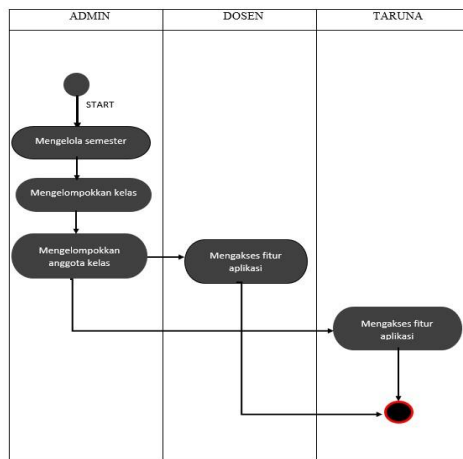 ADMIN
DOSEN
TARUNA
START
Mengelola semester
Mengelompokkan kelas
Mengelompokkan
anggota kelas
Mengakses fitur
aplikasi
Mengakses fitur
aplikasi